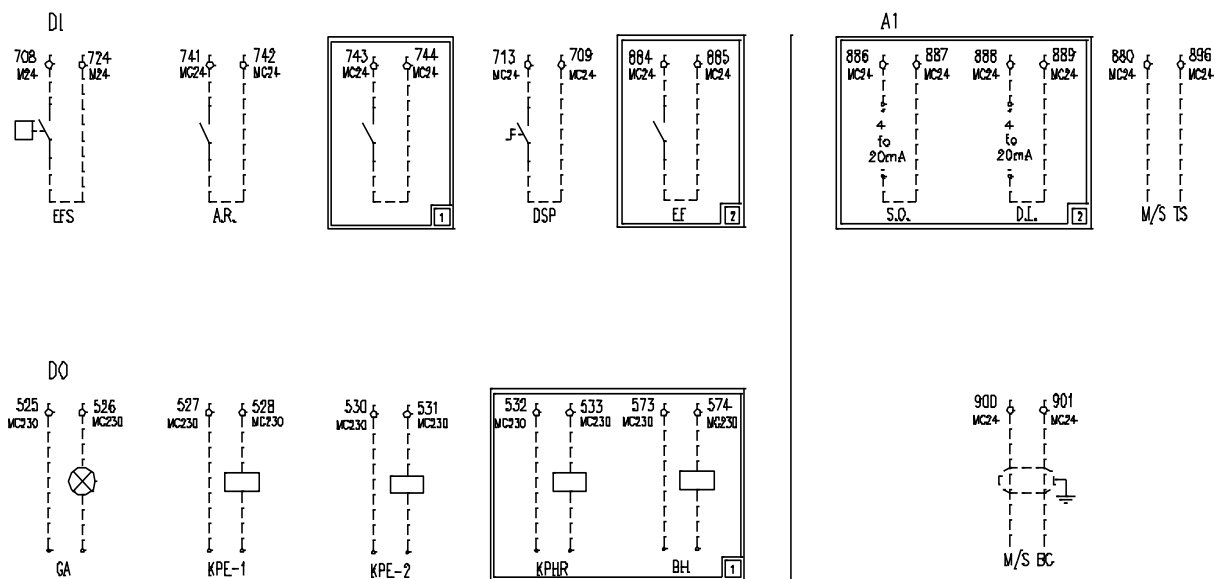 DI A1
708 724 741 742 743 744 713 709 884 885 886 887 888 889 880 896
M24 M24 MC24 MC24 MC24 MC24 MC24 MC24 MC24 MC24 MC24 MC24 MC24 MC24 MC24 MC24
4 4
to to
20mA 20mA
EFS A.R. DSP E.F S.O. D.L. M/S TS
1 2 2
DO
525 526 527 528 530 531 532 533 573 574 900 901
MC230 MC230 MC230 MC230 MC230 MC230 MC230 MC230 MC230 MC230 MC24 MC24
GA KPE-1 KPE-2 KPHR BH. M/S BC
1